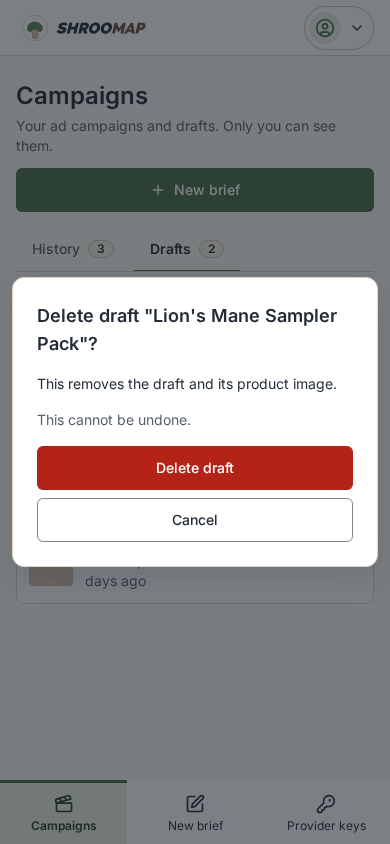 SHROOMAP
Campaigns
Your ad campaigns and drafts. Only you can see
them.
New brief
History 3 Drafts 2
Delete draft "Lion's Mane Sampler
Pack"?
This removes the draft and its product image.
This cannot be undone.
Delete draft
Cancel
days ago
Campaigns New brief Provider keys